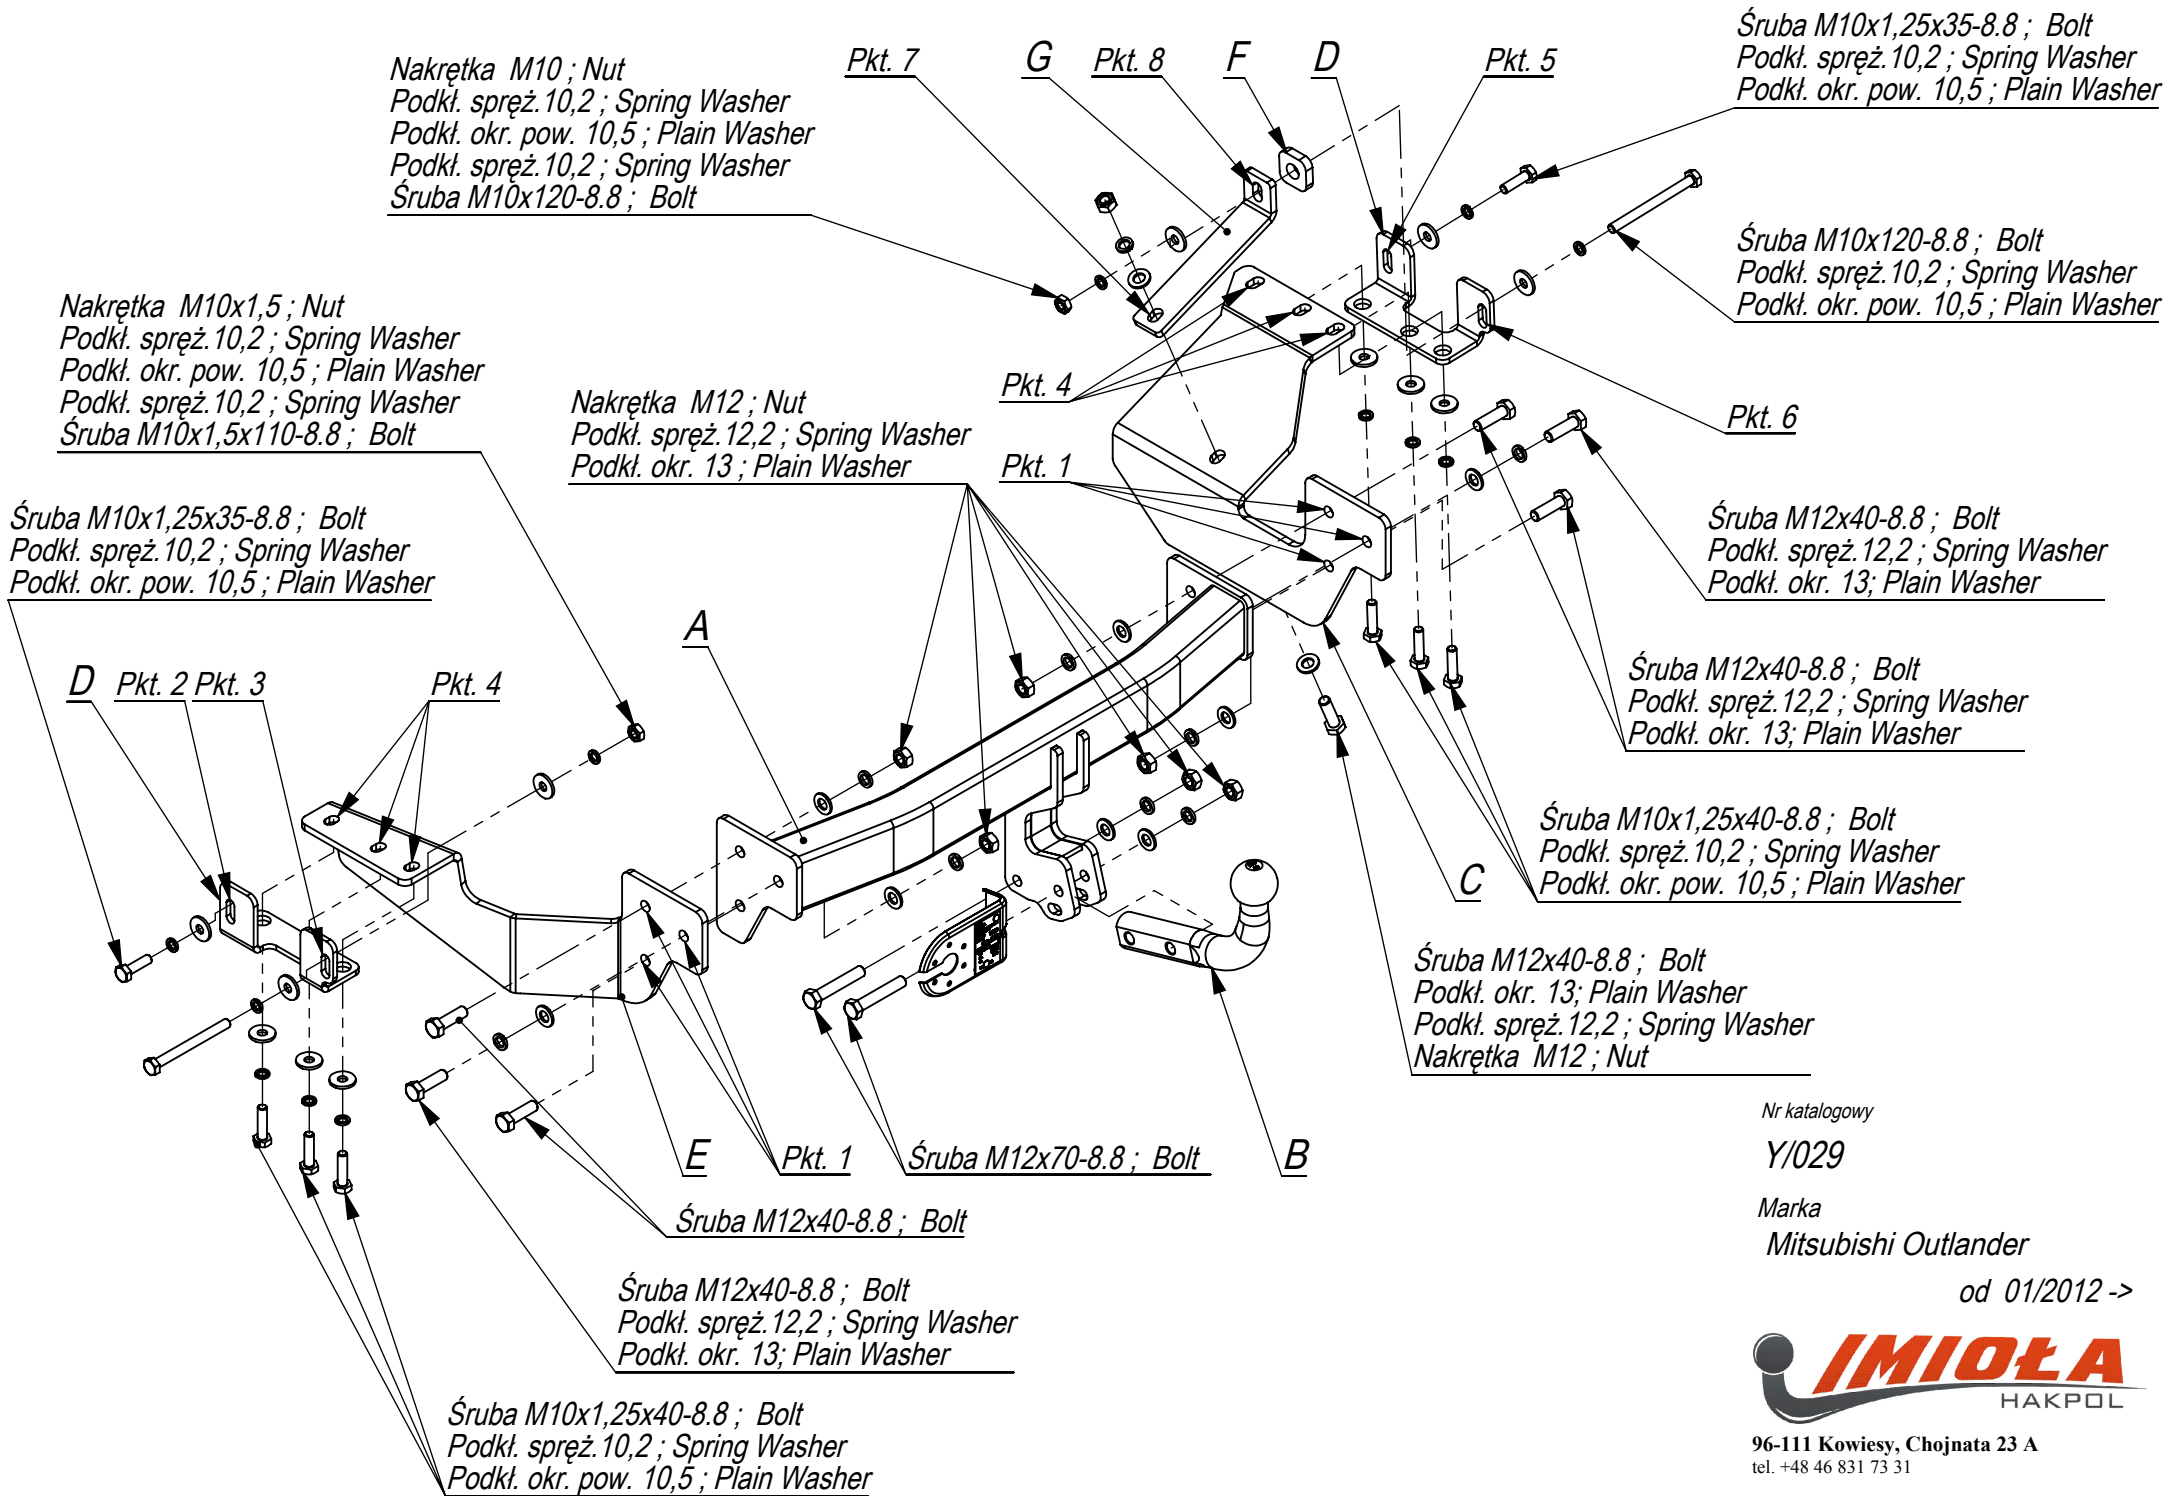 Śruba M10x1,25x35-8.8 ; Bolt
Podkł. spręż.10,2 ; Spring Washer
Podkł. okr. pow. 10,5 ; Plain Washer
Pkt. 7
G
Pkt. 8
F
D
Pkt. 5
Nakrętka M10 ; Nut
Podkł. spręż.10,2 ; Spring Washer
Podkł. okr. pow. 10,5 ; Plain Washer
Podkł. spręż.10,2 ; Spring Washer
Śruba M10x120-8.8 ; Bolt
Śruba M10x120-8.8 ; Bolt
Podkł. spręż.10,2 ; Spring Washer
Podkł. okr. pow. 10,5 ; Plain Washer
Nakrętka M10x1,5 ; Nut
Podkł. spręż.10,2 ; Spring Washer
Podkł. okr. pow. 10,5 ; Plain Washer
Podkł. spręż.10,2 ; Spring Washer
Śruba M10x1,5x110-8.8 ; Bolt
Nakrętka M12 ; Nut
Podkł. spręż.12,2 ; Spring Washer
Podkł. okr. 13 ; Plain Washer
Pkt. 4
Pkt. 1
Pkt. 6
Śruba M10x1,25x35-8.8 ; Bolt
Podkł. spręż.10,2 ; Spring Washer
Podkł. okr. pow. 10,5 ; Plain Washer
Śruba M12x40-8.8 ; Bolt
Podkł. spręż.12,2 ; Spring Washer
Podkł. okr. 13; Plain Washer
A
D
Pkt. 2
Pkt. 3
Pkt. 4
Śruba M12x40-8.8 ; Bolt
Podkł. spręż.12,2 ; Spring Washer
Podkł. okr. 13; Plain Washer
Śruba M10x1,25x40-8.8 ; Bolt
Podkł. spręż.10,2 ; Spring Washer
Podkł. okr. pow. 10,5 ; Plain Washer
C
Śruba M12x40-8.8 ; Bolt
Podkł. okr. 13; Plain Washer
Podkł. spręż.12,2 ; Spring Washer
Nakrętka M12 ; Nut
E
Pkt. 1
Śruba M12x70-8.8 ; Bolt
B
Śruba M12x40-8.8 ; Bolt
Śruba M12x40-8.8 ; Bolt
Podkł. spręż.12,2 ; Spring Washer
Podkł. okr. 13; Plain Washer
Śruba M10x1,25x40-8.8 ; Bolt
Podkł. spręż.10,2 ; Spring Washer
Podkł. okr. pow. 10,5 ; Plain Washer
Nr katalogowy
Y/029
Marka
Mitsubishi Outlander
od 01/2012 ->
IMIOŁA
HAKPOL
96-111 Kowiesy, Chojnata 23 A
tel. +48 46 831 73 31